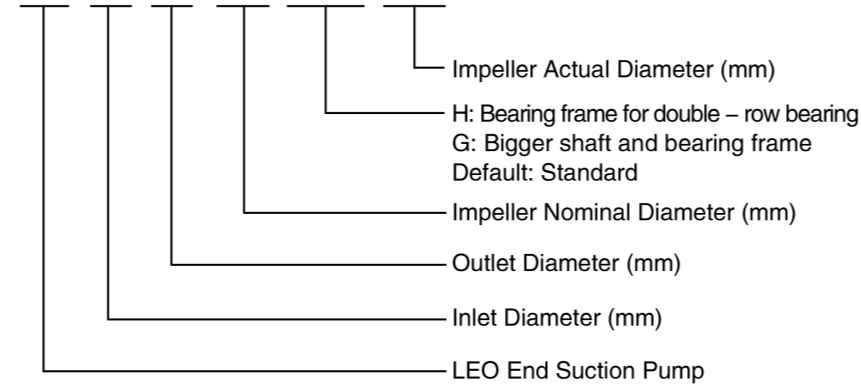 Impeller Actual Diameter (mm)
H: Bearing frame for double – row bearing
G: Bigger shaft and bearing frame
Default: Standard
Impeller Nominal Diameter (mm)
Outlet Diameter (mm)
Inlet Diameter (mm)
LEO End Suction Pump